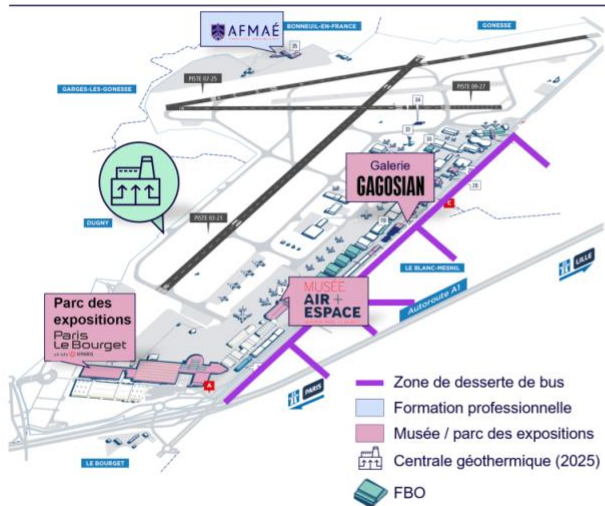 AFMAÉ
BONNEUIL-EN-FRANCE
GONESSE
35
PISTE 07-25
GARGES-LES-GONESSE
PISTE 09-27
Galerie
GAGOSIAN
DUGNY
PISTE 03-21
E
LE BLANC-MESNIL
LILLE
MUSÉE
AIR+
ESPACE
Autoroute A1
Parc des
expositions
Paris
Le Bourget
A
PARIS
LE BOURGET
Zone de desserte de bus
Formation professionnelle
Musée / parc des expositions
Centrale géothermique (2025)
FBO